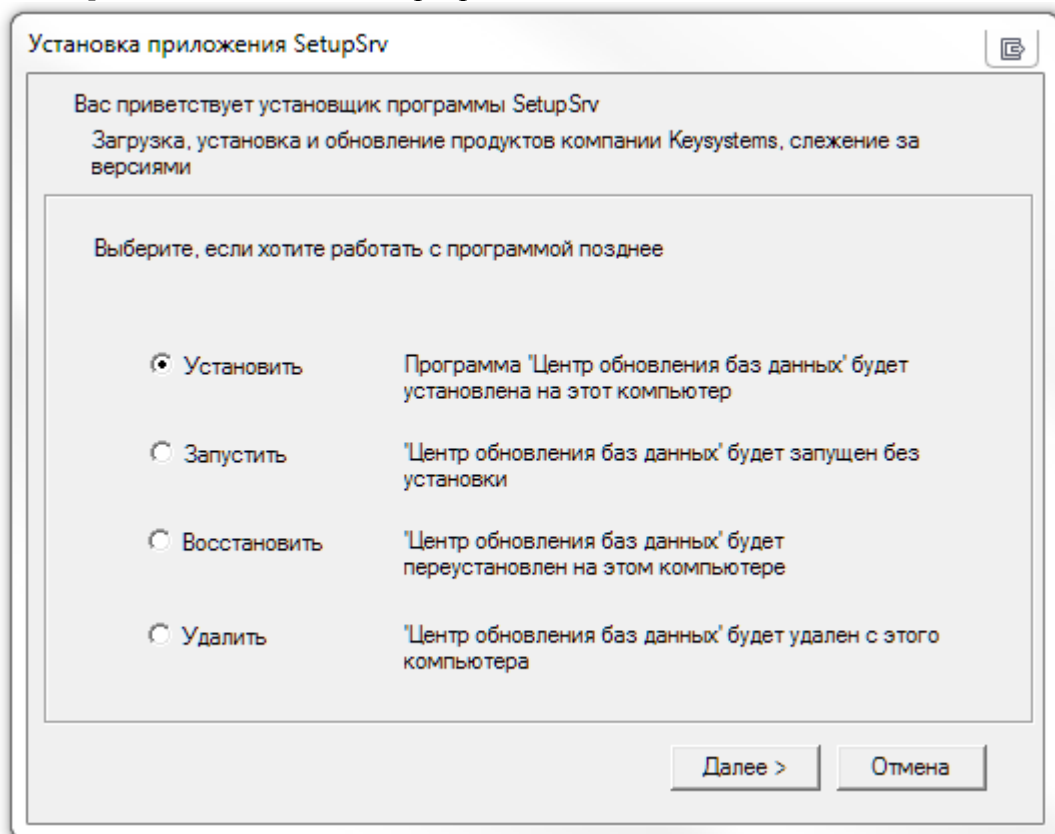 Установка приложения SetupSrv
Вас приветствует установщик программы SetupSrv
Загрузка, установка и обновление продуктов компании Keysystems, слежение за
версиями
Выберите, если хотите работать с программой позднее
Установить
Программа 'Центр обновления баз данных' будет
установлена на этот компьютер
Запустить
'Центр обновления баз данных' будет запущен без
установки
Восстановить
'Центр обновления баз данных' будет
переустановлен на этом компьютере
Удалить
'Центр обновления баз данных' будет удален с этого
компьютера
Далее >
Отмена